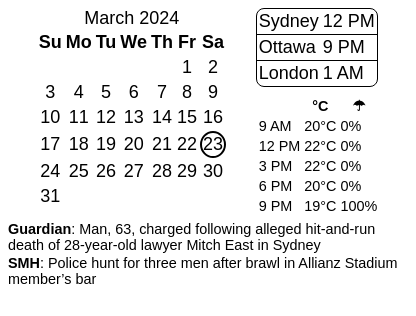 March 2024
Su Mo Tu We Th Fr Sa
1 2
3 4 5 6 7 8 9
10 11 12 13 14 15 16
17 18 19 20 21 22 23
24 25 26 27 28 29 30
31
Sydney 12 PM
Ottawa 9 PM
London 1 AM
°C ☂
9 AM 20°C 0%
12 PM 22°C 0%
3 PM 22°C 0%
6 PM 20°C 0%
9 PM 19°C 100%
Guardian: Man, 63, charged following alleged hit-and-run
death of 28-year-old lawyer Mitch East in Sydney
SMH: Police hunt for three men after brawl in Allianz Stadium
member’s bar